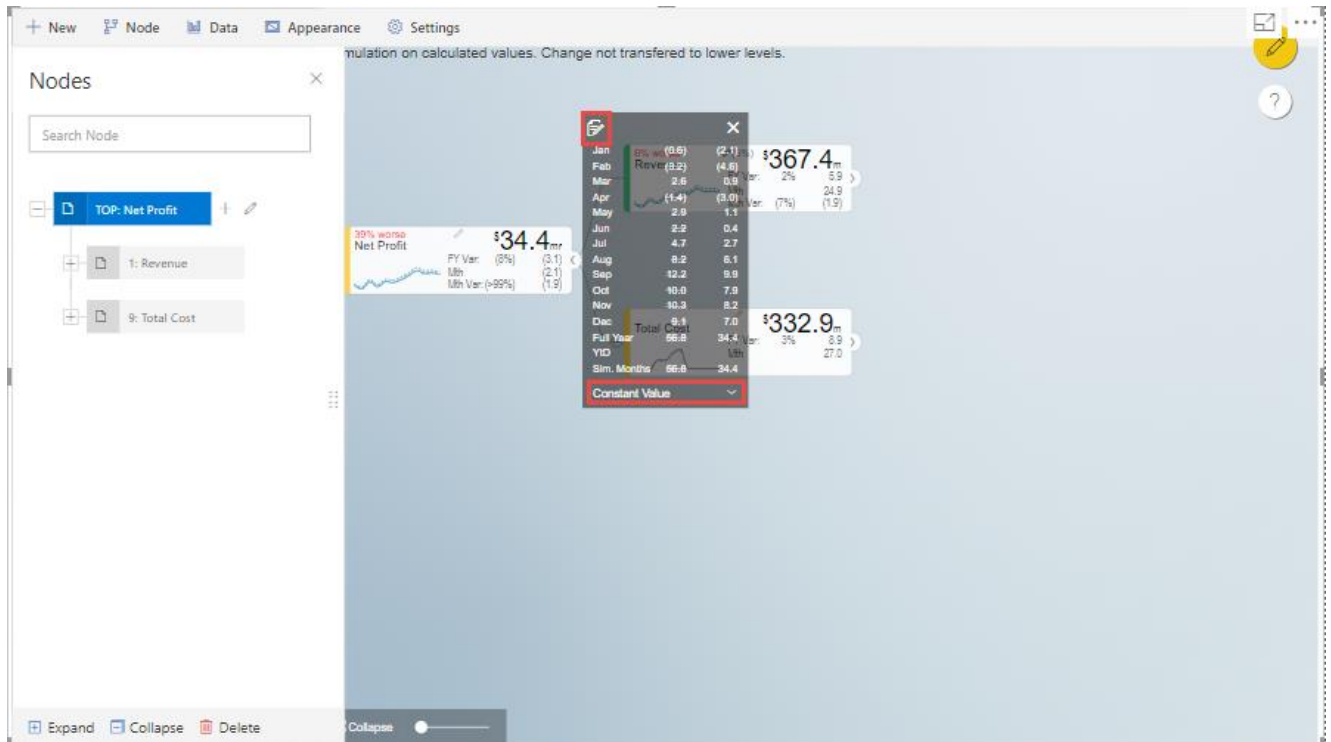 New Node Data Appearance Settings
mulation on calculated values. Change not transfered to lower levels.
Nodes
Search Node
TOP: Net Profit
1: Revenue
9: Total Cost
39% worse
Net Profit
$34.4m
FY Var: (8%) (3.1)
Mth (2.1)
Mth Var: (>99%) (1.9)
Jan (0.6) (2.1)
Feb (3.2) (4.6)
Mar 2.6 0.9
Apr (1.4) (3.0)
May 2.9 1.1
Jun 2.2 0.4
Jul 4.7 2.7
Aug 8.2 6.1
Sep 12.2 9.9
Oct 10.0 7.9
Nov 10.3 8.2
Dec 9.1 7.0
Full Year 56.8 34.4
YTD
Sim. Months 56.8 34.4
Constant Value
$367.4m
Var: 2% 5.9
24.9
Var: (7%) (1.9)
Total Cost
$332.9m
Var: 3% 8.9
Mth 27.0
Expand Collapse Delete
Collapse
?